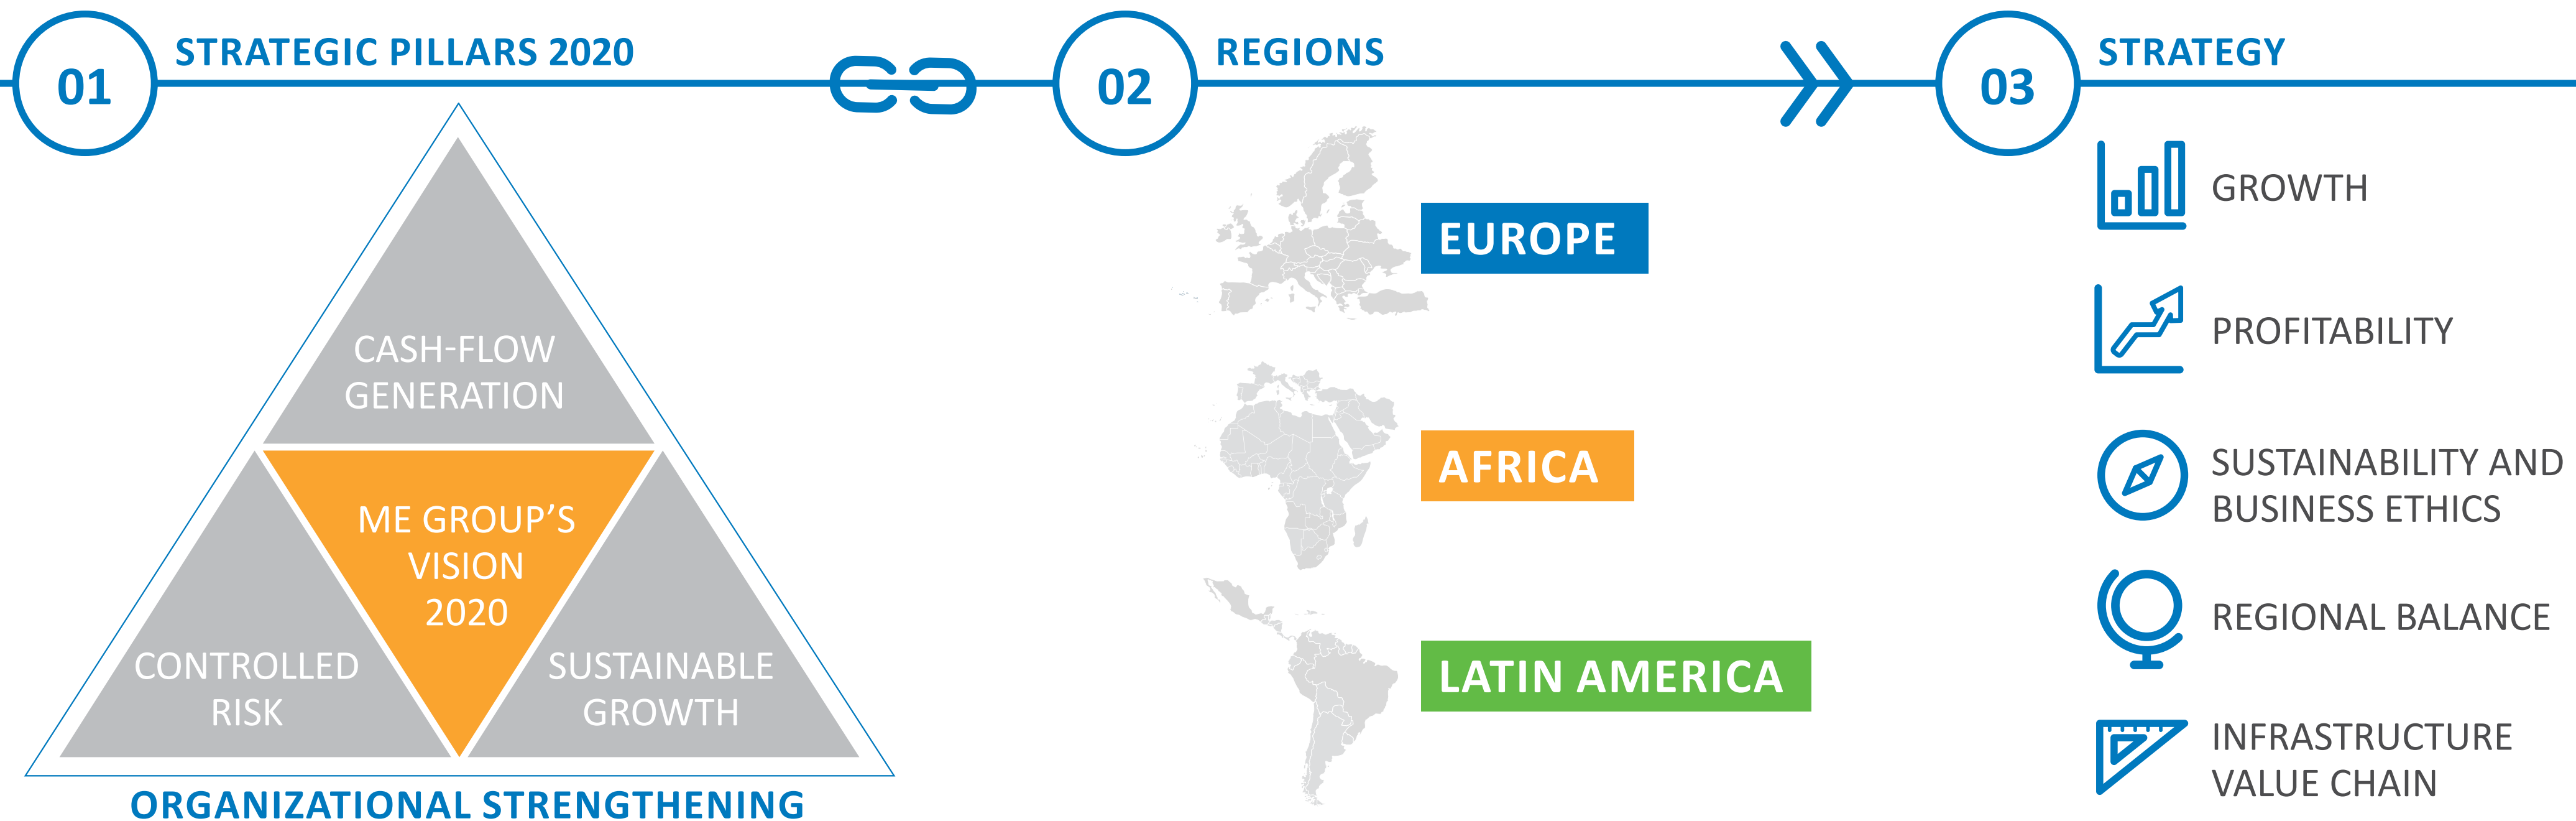 01
STRATEGIC PILLARS 2020
CASH-FLOW
GENERATION
ME GROUP’S
VISION
2020
CONTROLLED
RISK
SUSTAINABLE
GROWTH
ORGANIZATIONAL STRENGTHENING
02
REGIONS
EUROPE
AFRICA
LATIN AMERICA
03
STRATEGY
GROWTH
PROFITABILITY
SUSTAINABILITY AND
BUSINESS ETHICS
REGIONAL BALANCE
INFRASTRUCTURE
VALUE CHAIN